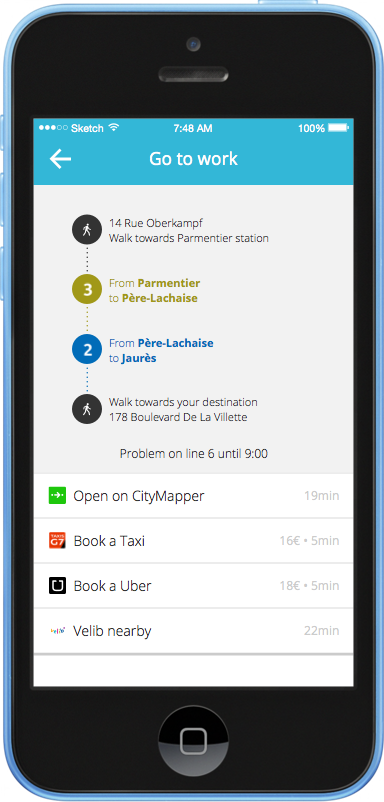 Sketch 7:48 AM 100%
Go to work
14 Rue Oberkampf
Walk towards Parmentier station
3
From Parmentier
to Père-Lachaise
2
From Père-Lachaise
to Jaurès
Walk towards your destination
178 Boulevard De La Villette
Problem on line 6 until 9:00
Open on CityMapper 19min
TAXIS G7 Book a Taxi 16€ • 5min
U Book a Uber 18€ • 5min
Velib nearby 22min